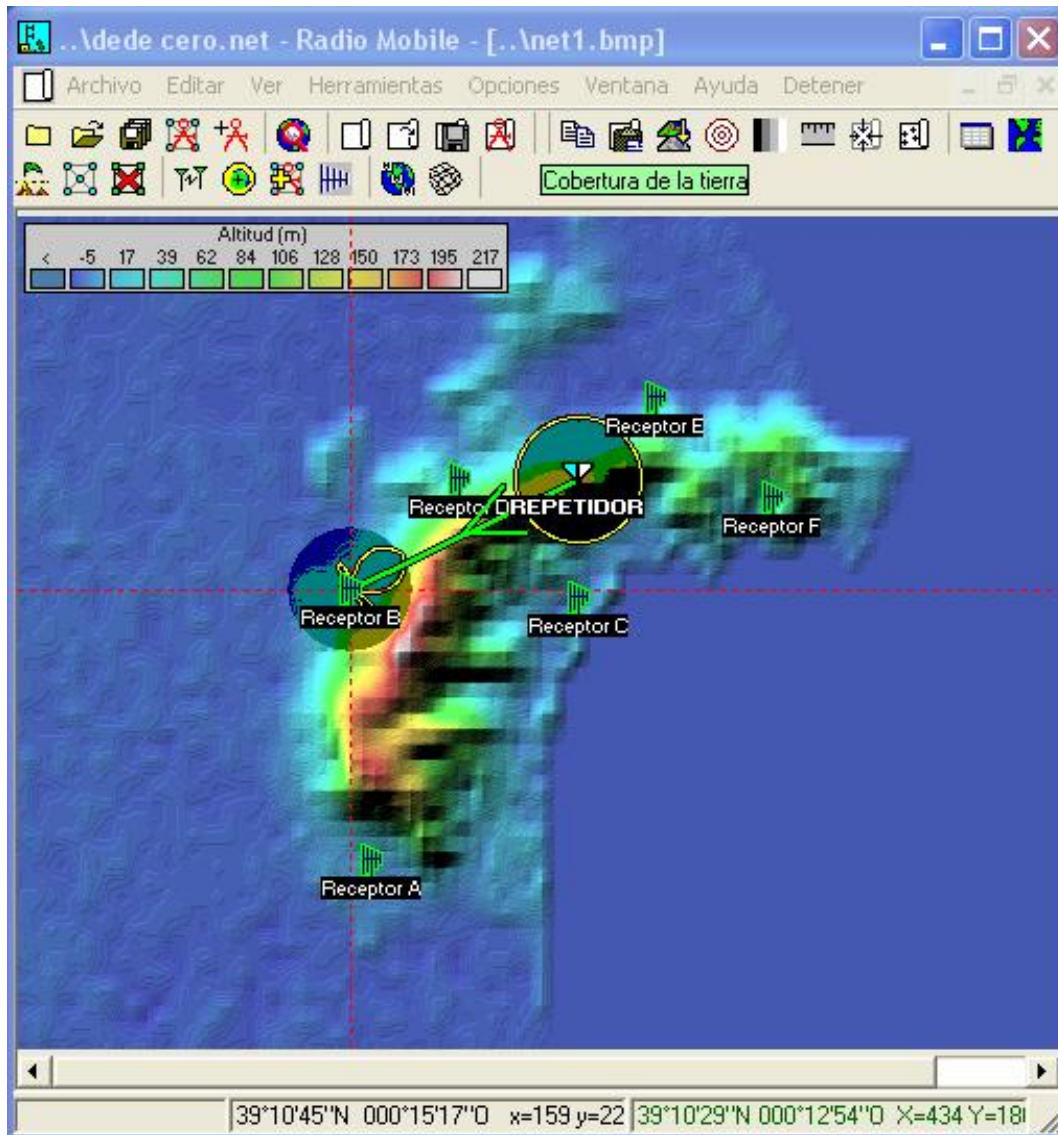 ..\dede cero.net - Radio Mobile - [..\net1.bmp]
Archivo Editar Ver Herramientas Opciones Ventana Ayuda Detener
Cobertura de la tierra
Altitud (m)
< -5 17 39 62 84 106 128 150 173 195 217
Receptor E
Receptor D
REPETIDOR
Receptor F
Receptor B
Receptor C
Receptor A
39°10'45"N 000°15'17"O x=159 y=22
39°10'29"N 000°12'54"O X=434 Y=18